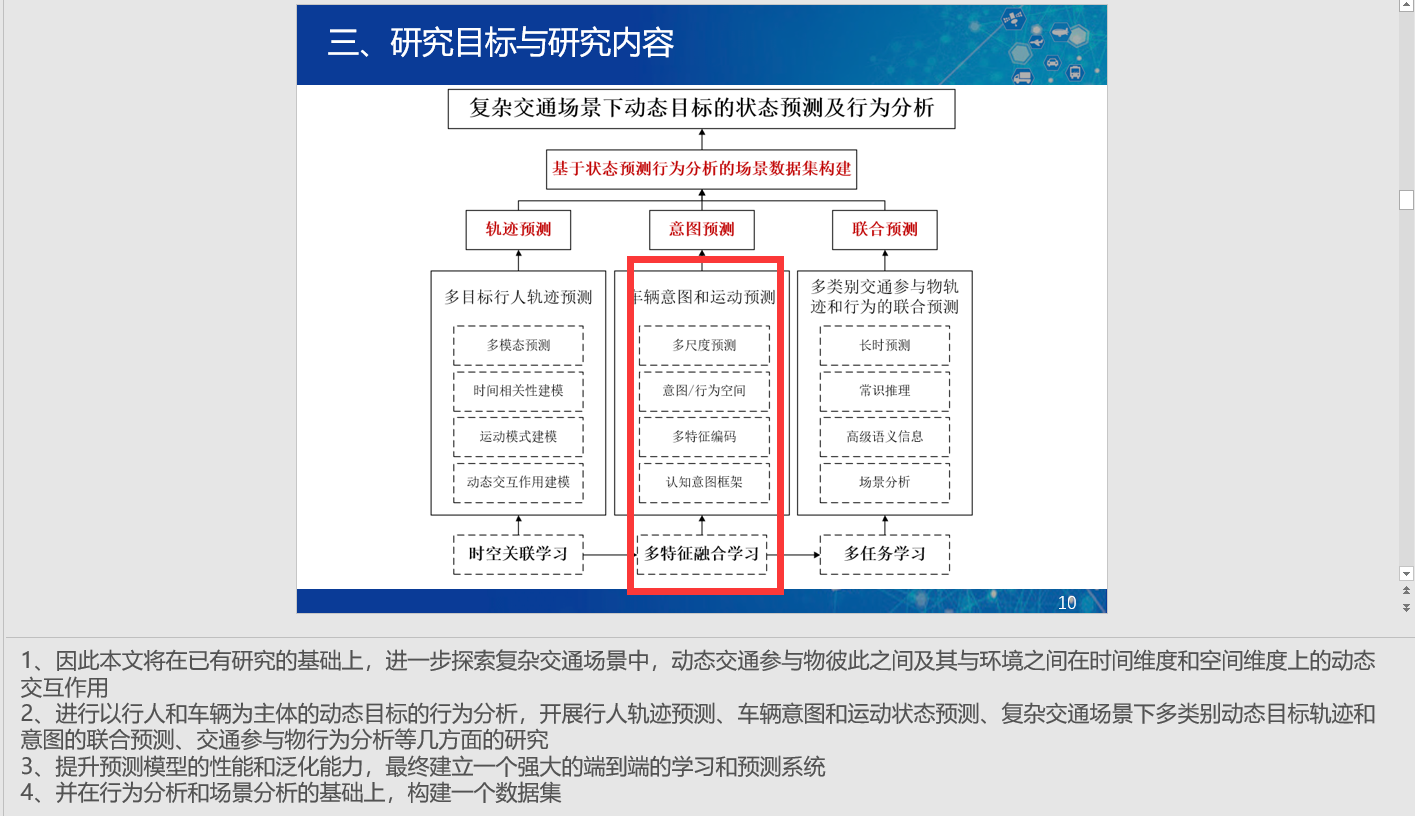 三、研究目标与研究内容
复杂交通场景下动态目标的状态预测及行为分析
基于状态预测行为分析的场景数据集构建
轨迹预测
意图预测
联合预测
多目标行人轨迹预测
多模态预测
时间相关性建模
运动模式建模
动态交互作用建模
车辆意图和运动预测
多尺度预测
意图/行为空间
多特征编码
认知意图框架
多类别交通参与物轨
迹和行为的联合预测
长时预测
常识推理
高级语义信息
场景分析
时空关联学习
多特征融合学习
多任务学习
10
1、因此本文将在已有研究的基础上，进一步探索复杂交通场景中，动态交通参与物彼此之间及其与环境之间在时间维度和空间维度上的动态
交互作用
2、进行以行人和车辆为主体的动态目标的行为分析，开展行人轨迹预测、车辆意图和运动状态预测、复杂交通场景下多类别动态目标轨迹和
意图的联合预测、交通参与物行为分析等几方面的研究
3、提升预测模型的性能和泛化能力，最终建立一个强大的端到端的学习和预测系统
4、并在行为分析和场景分析的基础上，构建一个数据集